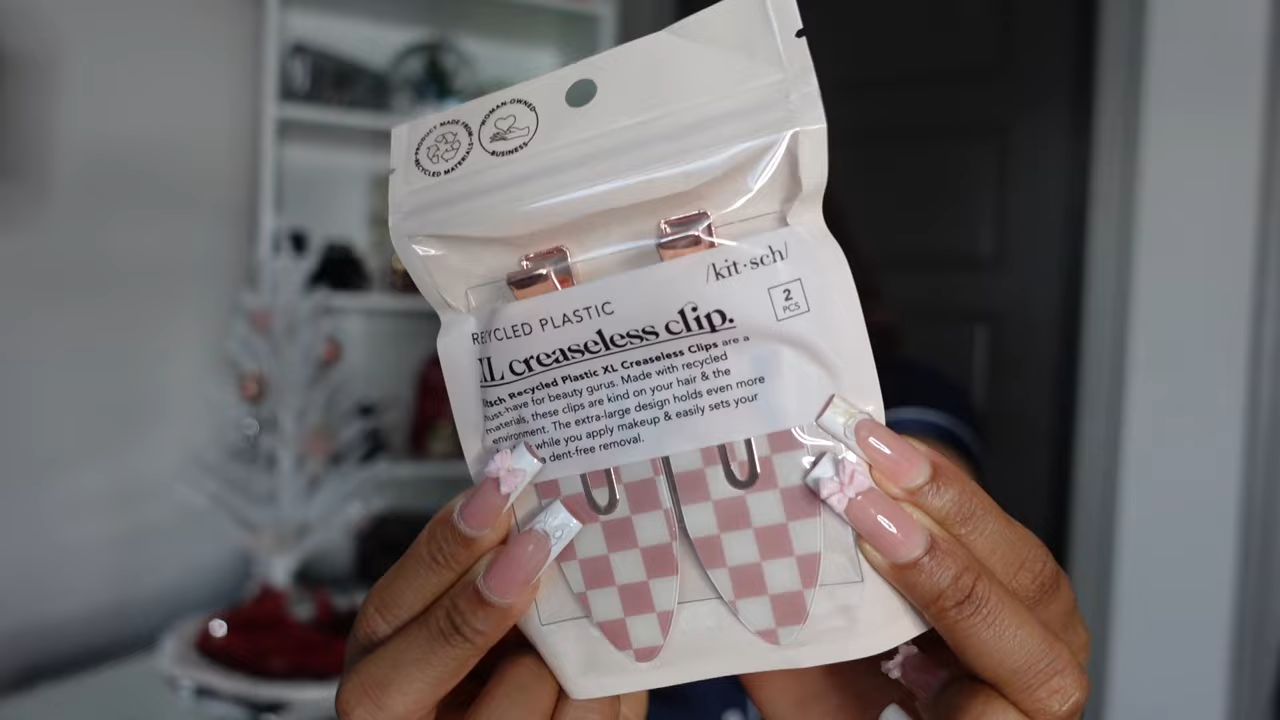 PRODUCT MADE FROM
RECYCLED MATERIALS
WOMAN-OWNED
BUSINESS
/kit·sch/
2
PCS
RECYCLED PLASTIC
XL creaseless clip.
Kitsch Recycled Plastic XL Creaseless Clips are a
must-have for beauty gurus. Made with recycled
materials, these clips are kind on your hair & the
environment. The extra-large design holds even more
while you apply makeup & easily sets your
dent-free removal.